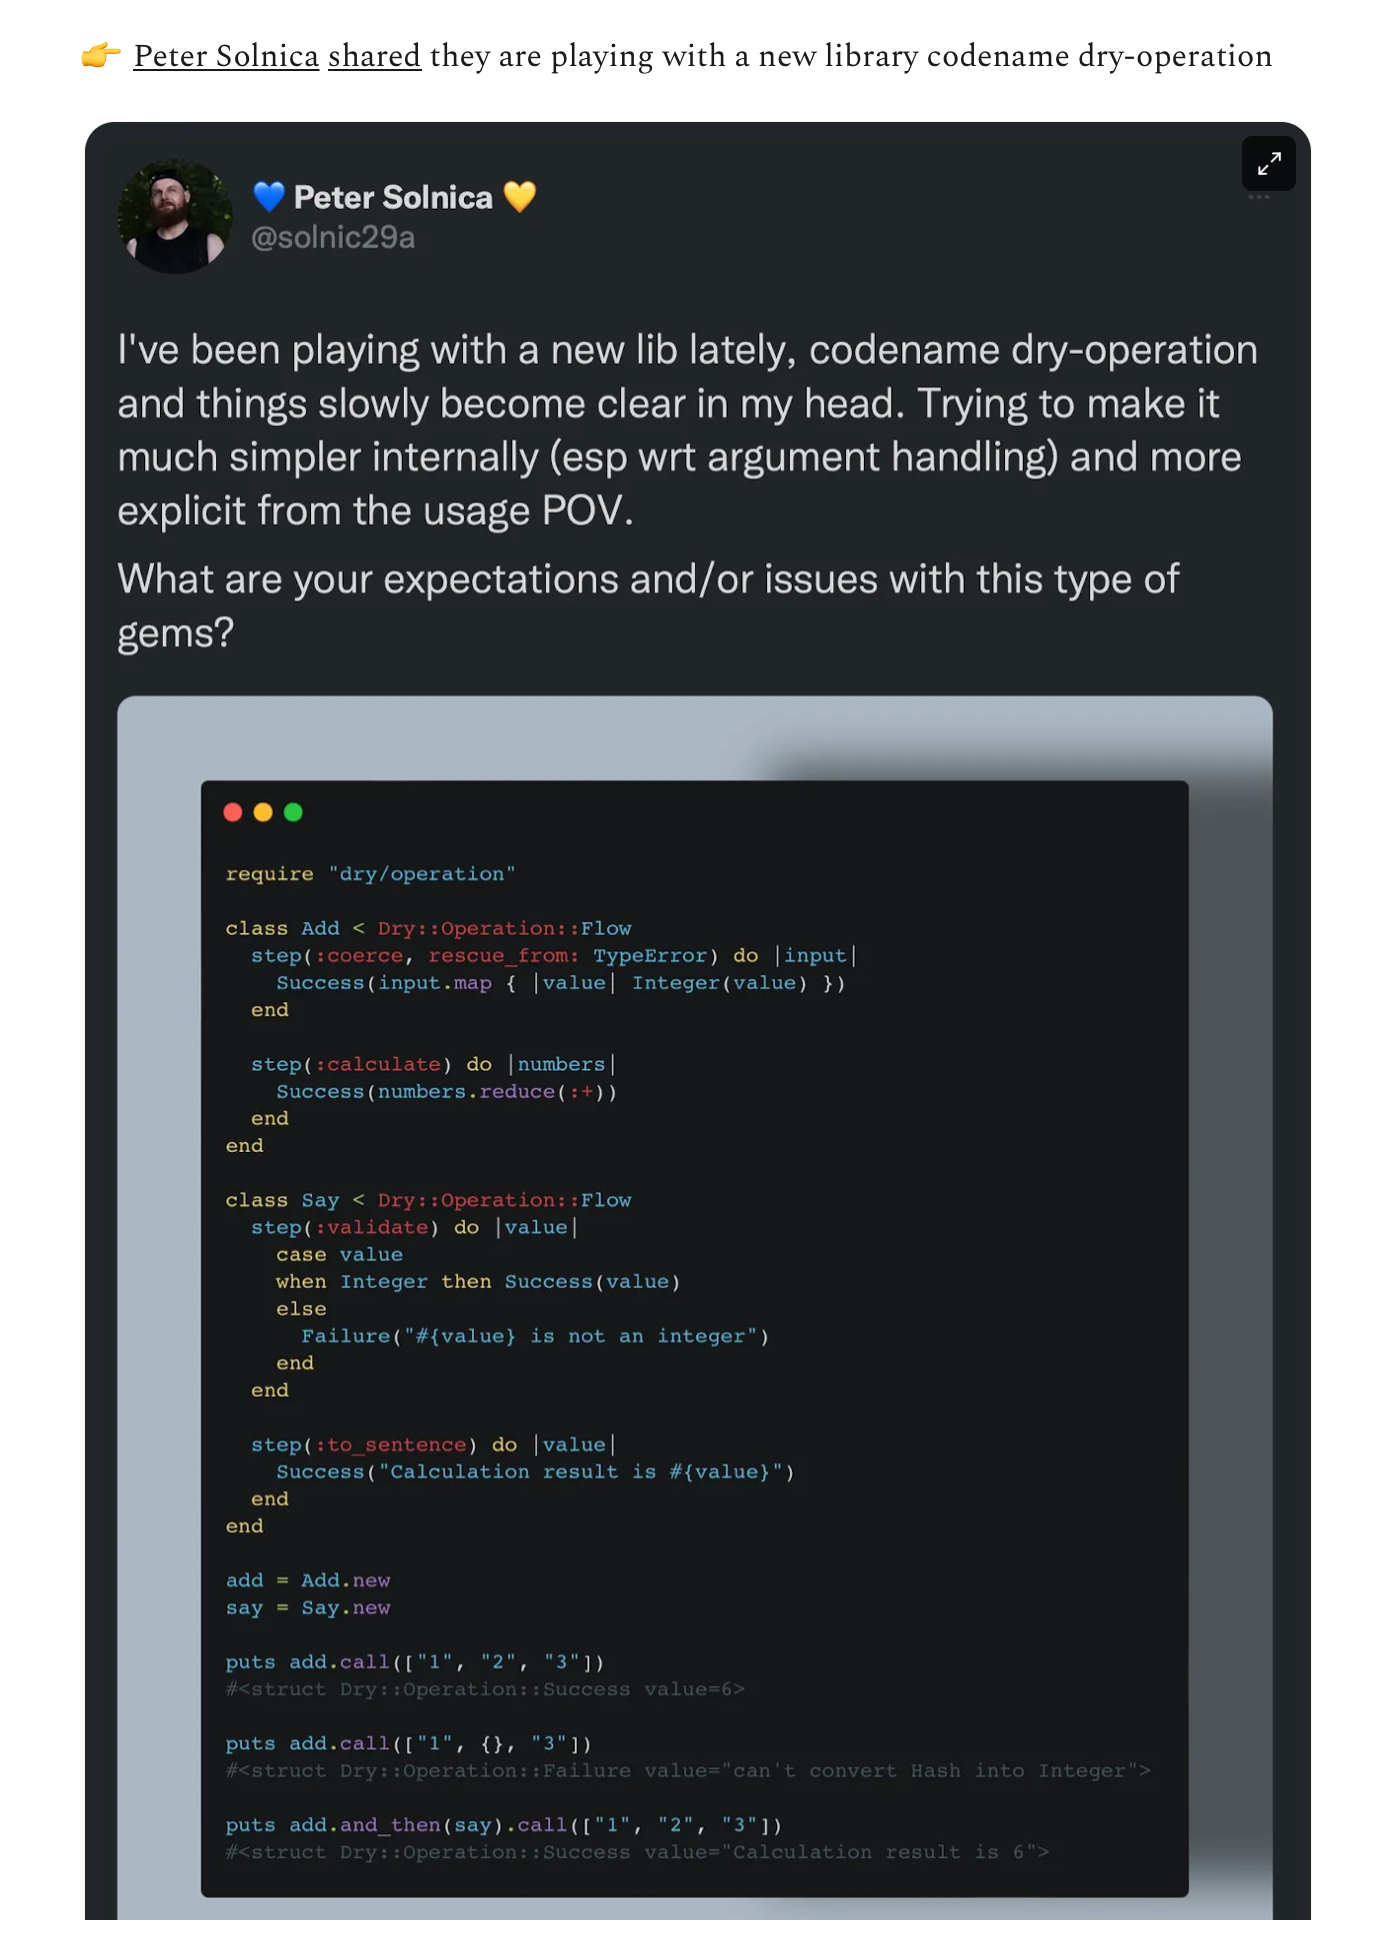 👉 Peter Solnica shared they are playing with a new library codename dry-operation
💙 Peter Solnica 💛
@solnic29a
I've been playing with a new lib lately, codename dry-operation
and things slowly become clear in my head. Trying to make it
much simpler internally (esp wrt argument handling) and more
explicit from the usage POV.
What are your expectations and/or issues with this type of
gems?
require "dry/operation"
class Add < Dry::Operation::Flow
  step(:coerce, rescue_from: TypeError) do |input|
    Success(input.map { |value| Integer(value) })
  end
  step(:calculate) do |numbers|
    Success(numbers.reduce(:+))
  end
end
class Say < Dry::Operation::Flow
  step(:validate) do |value|
    case value
    when Integer then Success(value)
    else
      Failure("#{value} is not an integer")
    end
  end
  step(:to_sentence) do |value|
    Success("Calculation result is #{value}")
  end
end
add = Add.new
say = Say.new
puts add.call(["1", "2", "3"])
#<struct Dry::Operation::Success value=6>
puts add.call(["1", {}, "3"])
#<struct Dry::Operation::Failure value="can't convert Hash into Integer">
puts add.and_then(say).call(["1", "2", "3"])
#<struct Dry::Operation::Success value="Calculation result is 6">